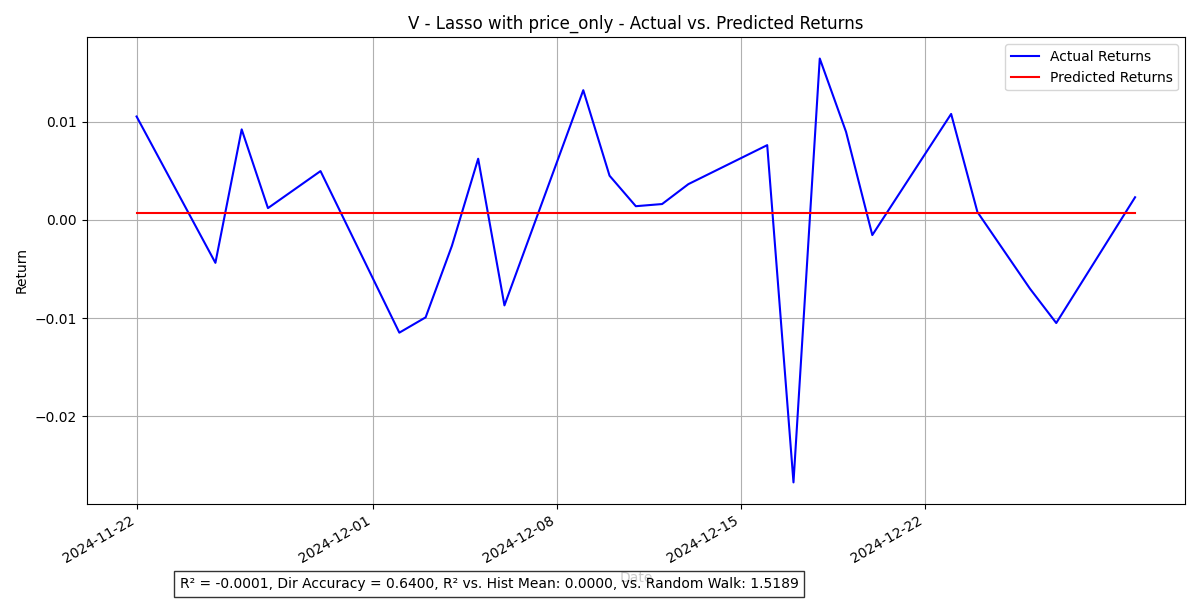 V - Lasso with price_only - Actual vs. Predicted Returns
Actual Returns
Predicted Returns
0.01
0.00
−0.01
−0.02
Return
2024-11-22
2024-12-01
2024-12-08
2024-12-15
2024-12-22
Date
R² = -0.0001, Dir Accuracy = 0.6400, R² vs. Hist Mean: 0.0000, vs. Random Walk: 1.5189